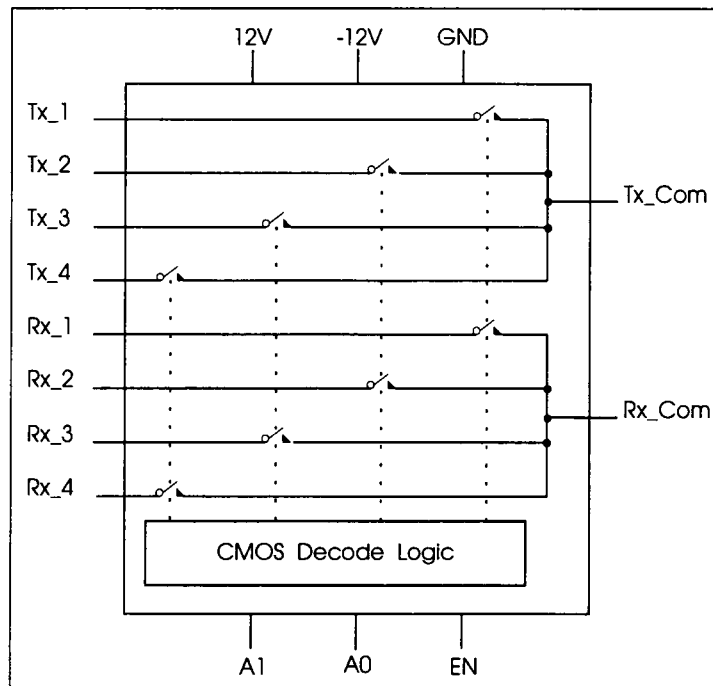 12V -12V GND
Tx_1
Tx_2
Tx_Com
Tx_3
Tx_4
Rx_1
Rx_2
Rx_Com
Rx_3
Rx_4
CMOS Decode Logic
A1 A0 EN